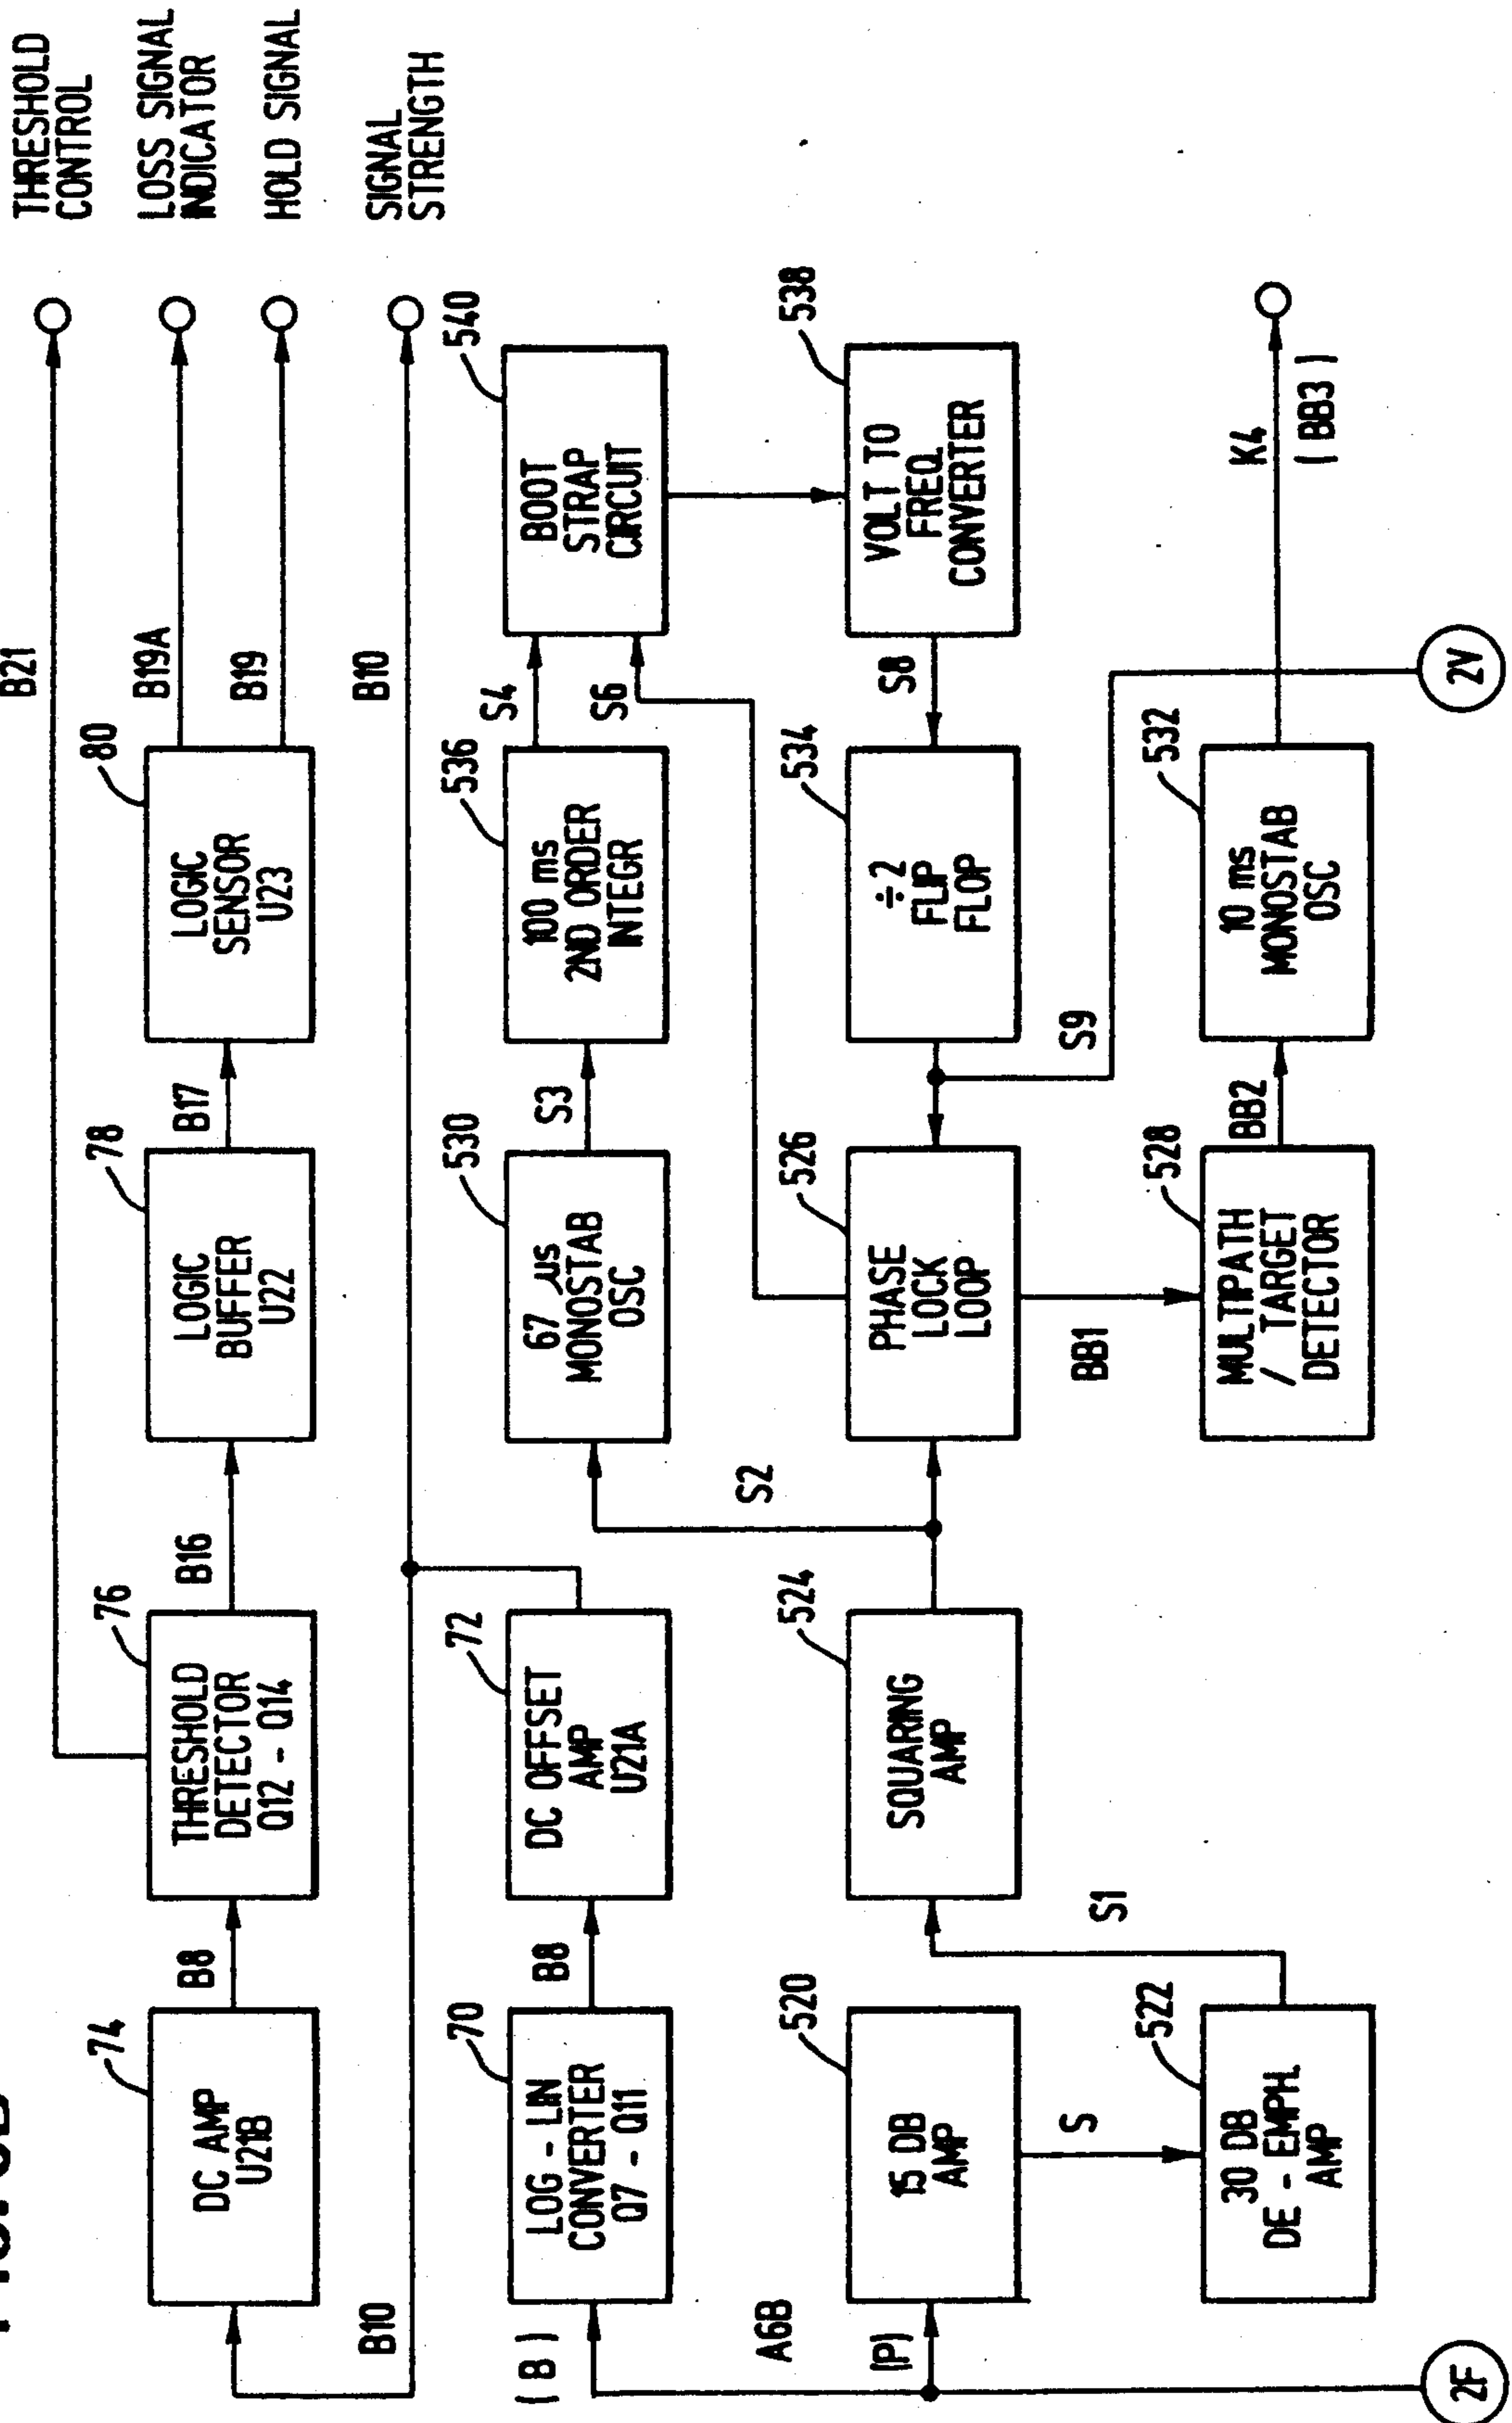 THRESHOLD
CONTROL
LOSS SIGNAL
INDICATOR
HOLD SIGNAL
SIGNAL
STRENGTH
B21
B19A
B19
B10
74
DC AMP
U21B
B8
76
THRESHOLD
DETECTOR
Q12 - Q14
B16
78
LOGIC
BUFFER
U22
B17
80
LOGIC
SENSOR
U23
B10
( B )
70
LOG - LIN
CONVERTER
Q7 - Q11
B8
72
DC OFFSET
AMP
U21A
530
67 µs
MONOSTAB
OSC
S3
536
100 ms
2ND ORDER
INTEGR
S4
S6
540
BOOT
STRAP
CIRCUIT
A6B
(P)
520
15 DB
AMP
S
524
SQUARING
AMP
S2
526
PHASE
LOCK
LOOP
534
÷ 2
FLIP
FLOP
S8
538
VOLT TO
FREQ
CONVERTER
S9
S1
BB1
522
30 DB
DE - EMPH.
AMP
528
MULTIPATH
/ TARGET
DETECTOR
BB2
532
10 ms
MONOSTAB
OSC
K4
( BB3 )
2F
2V